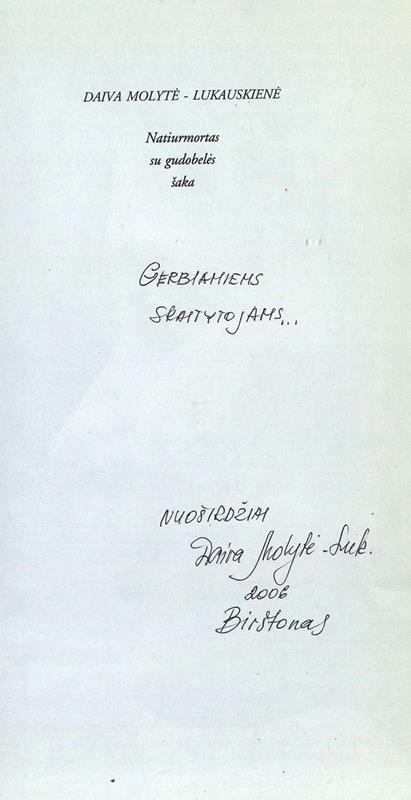 DAIVA MOLYTĖ - LUKAUSKIENĖ
Natiurmortas
su gudobelės
šaka
GERBIAMIEMS
SKAITYTOJAMS...
NUOŠIRDŽIAI
Daiva Molytė-Luk.
2006
Birštonas